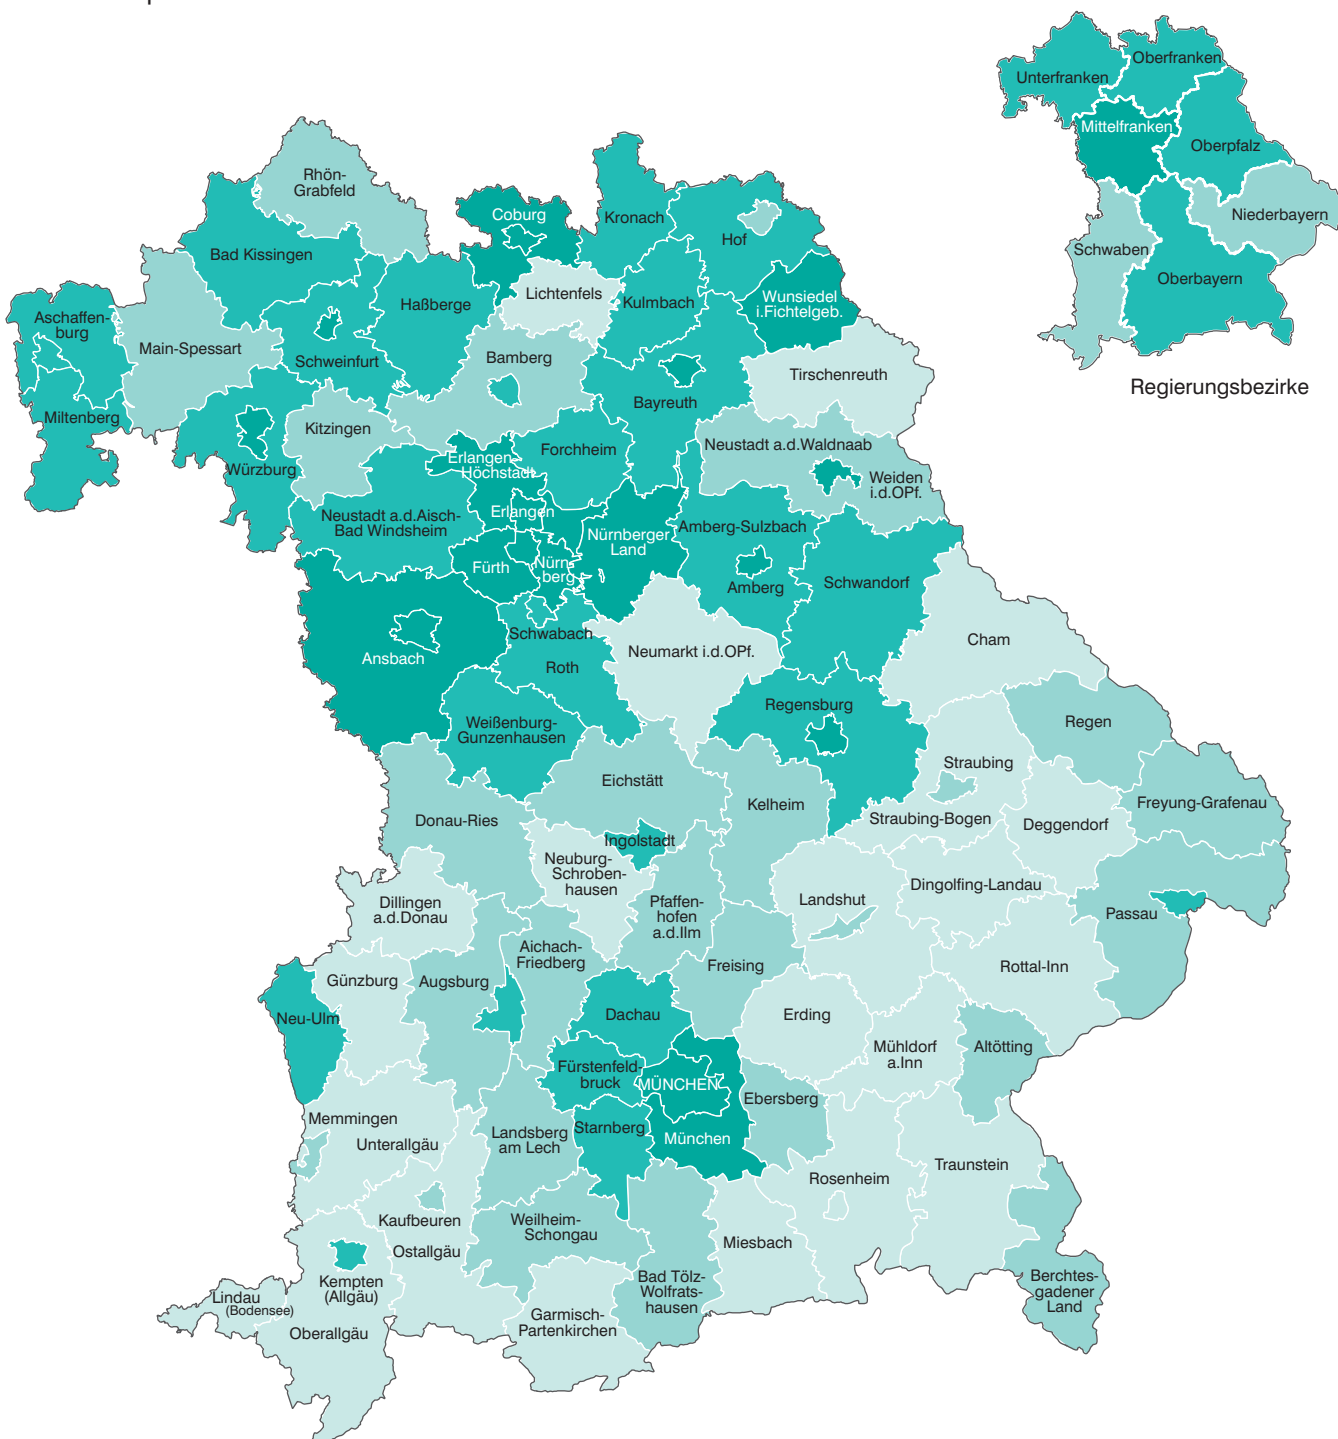 Oberfranken
Unterfranken
Mittelfranken
Oberpfalz
Niederbayern
Schwaben
Oberbayern
Regierungsbezirke
Rhön-
Grabfeld
Coburg
Kronach
Hof
Bad Kissingen
Lichtenfels
Kulmbach
Wunsiedel
i.Fichtelgeb.
Haßberge
Aschaffen-
burg
Main-Spessart
Schweinfurt
Bamberg
Tirschenreuth
Bayreuth
Miltenberg
Kitzingen
Neustadt a.d.Waldnaab
Würzburg
Erlangen-
Höchstadt
Forchheim
Weiden
i.d.OPf.
Neustadt a.d.Aisch-
Bad Windsheim
Erlangen
Nürnberger
Land
Amberg-Sulzbach
Fürth
Nürn-
berg
Amberg
Schwandorf
Schwabach
Ansbach
Roth
Neumarkt i.d.OPf.
Cham
Weißenburg-
Gunzenhausen
Regensburg
Regen
Eichstätt
Straubing
Kelheim
Freyung-Grafenau
Donau-Ries
Straubing-Bogen
Deggendorf
Ingolstadt
Neuburg-
Schroben-
hausen
Dillingen
a.d.Donau
Pfaffen-
hofen
a.d.Ilm
Landshut
Dingolfing-Landau
Passau
Aichach-
Friedberg
Günzburg
Augsburg
Freising
Rottal-Inn
Neu-Ulm
Dachau
Erding
Mühldorf
a.Inn
Altötting
Fürstenfeld-
bruck
MÜNCHEN
Ebersberg
Memmingen
Unterallgäu
Landsberg
am Lech
Starnberg
München
Traunstein
Rosenheim
Kaufbeuren
Weilheim-
Schongau
Ostallgäu
Miesbach
Kempten
(Allgäu)
Bad Tölz-
Wolfrats-
hausen
Berchtes-
gadener
Land
Lindau
(Bodensee)
Oberallgäu
Garmisch-
Partenkirchen